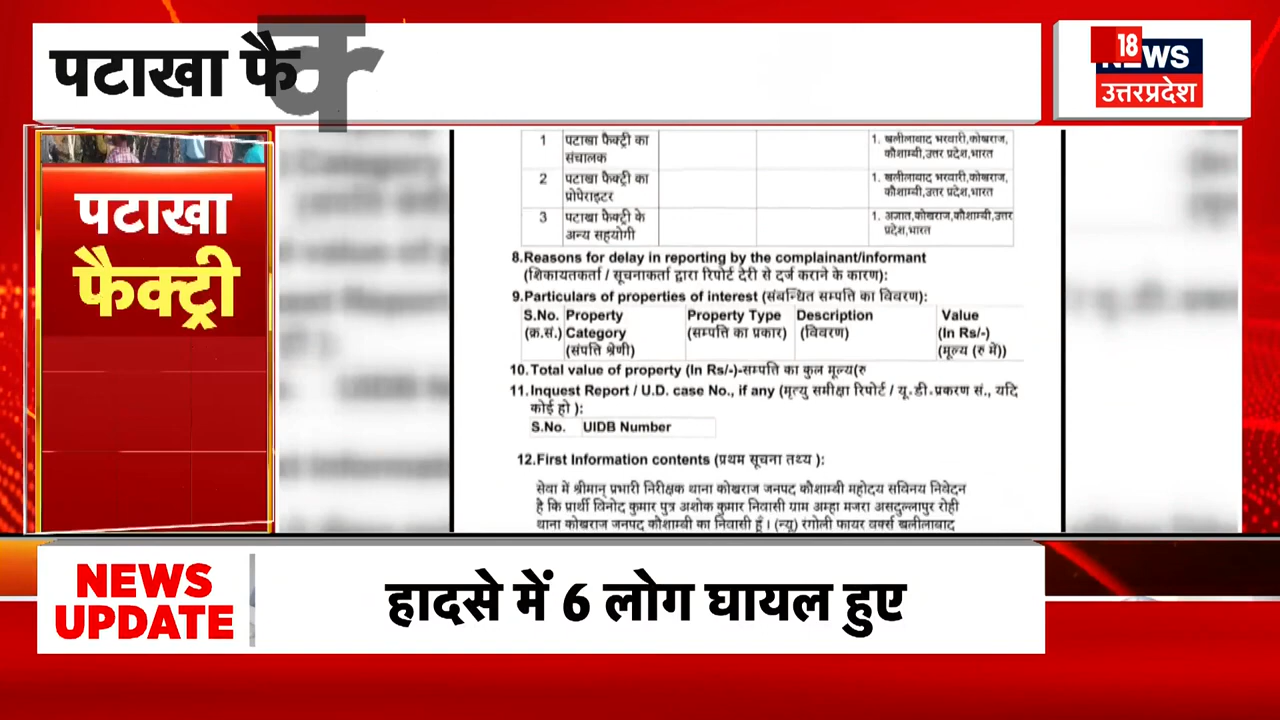 पटाखा फैक
18
NEWS
उत्तरप्रदेश
पटाखा
फैक्ट्री
1 पटाखा फैक्ट्री का संचालक 1. खलीलाबाद भरवारी,कोखराज, कौशाम्बी,उत्तर प्रदेश,भारत
2 पटाखा फैक्ट्री का प्रोपेराइटर 1. खलीलाबाद भरवारी,कोखराज, कौशाम्बी,उत्तर प्रदेश,भारत
3 पटाखा फैक्ट्री के अन्य सहयोगी 1. अज्ञात,कोखराज,कौशाम्बी,उत्तर प्रदेश,भारत
8.Reasons for delay in reporting by the complainant/informant
(शिकायतकर्ता / सूचनाकर्ता द्वारा रिपोर्ट देरी से दर्ज कराने के कारण):
9.Particulars of properties of interest (संबन्धित सम्पत्ति का विवरण):
S.No. Property Property Type Description Value
(क्र.सं.) Category (सम्पत्ति का प्रकार) (विवरण) (In Rs/-)
(संपत्ति श्रेणी) (मूल्य (रु में))
10.Total value of property (In Rs/-)-सम्पत्ति का कुल मूल्य(रु
11.Inquest Report / U.D. case No., if any (मृत्यु समीक्षा रिपोर्ट / यू.डी.प्रकरण सं., यदि
कोई हो ):
S.No. UIDB Number
12.First Information contents (प्रथम सूचना तथ्य ):
सेवा में श्रीमान् प्रभारी निरीक्षक थाना कोखराज जनपद कौशाम्बी महोदय सविनय निवेदन
है कि प्रार्थी विनोद कुमार पुत्र अशोक कुमार निवासी ग्राम अम्हा मजरा असदुल्लापुर रोही
थाना कोखराज जनपद कौशाम्बी का निवासी हूँ। (न्यू) रंगोली फायर वर्क्स खलीलाबाद
NEWS
UPDATE
हादसे में 6 लोग घायल हुए